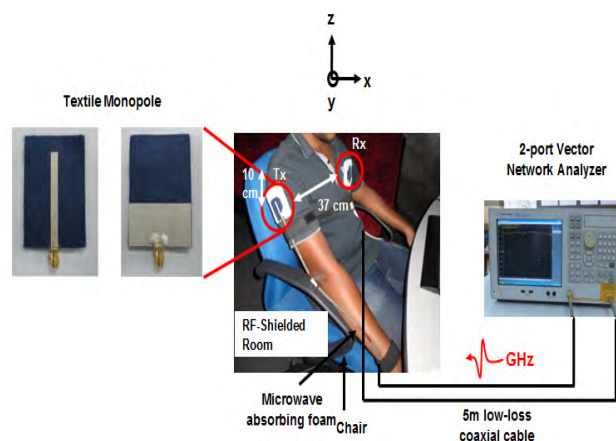 z
x
y
Textile Monopole
Rx
Tx
10
cm
37 cm
2-port Vector
Network Analyzer
RF-Shielded
Room
GHz
Microwave
absorbing foam
Chair
5m low-loss
coaxial cable